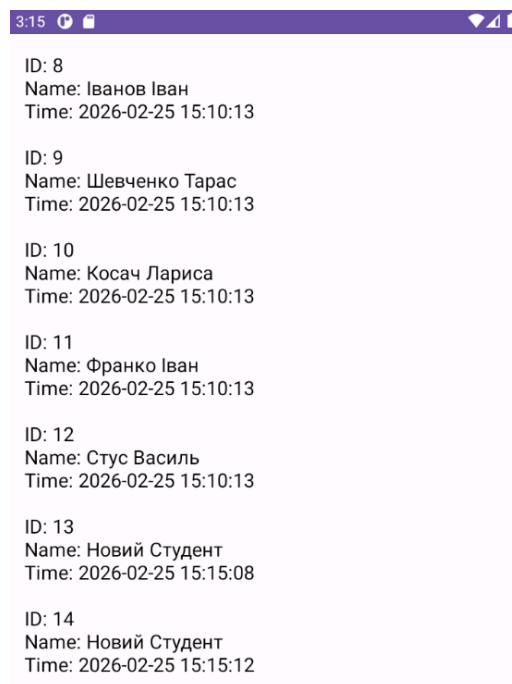 3:15
ID: 8
Name: Іванов Іван
Time: 2026-02-25 15:10:13
ID: 9
Name: Шевченко Тарас
Time: 2026-02-25 15:10:13
ID: 10
Name: Косач Лариса
Time: 2026-02-25 15:10:13
ID: 11
Name: Франко Іван
Time: 2026-02-25 15:10:13
ID: 12
Name: Стус Василь
Time: 2026-02-25 15:10:13
ID: 13
Name: Новий Студент
Time: 2026-02-25 15:15:08
ID: 14
Name: Новий Студент
Time: 2026-02-25 15:15:12